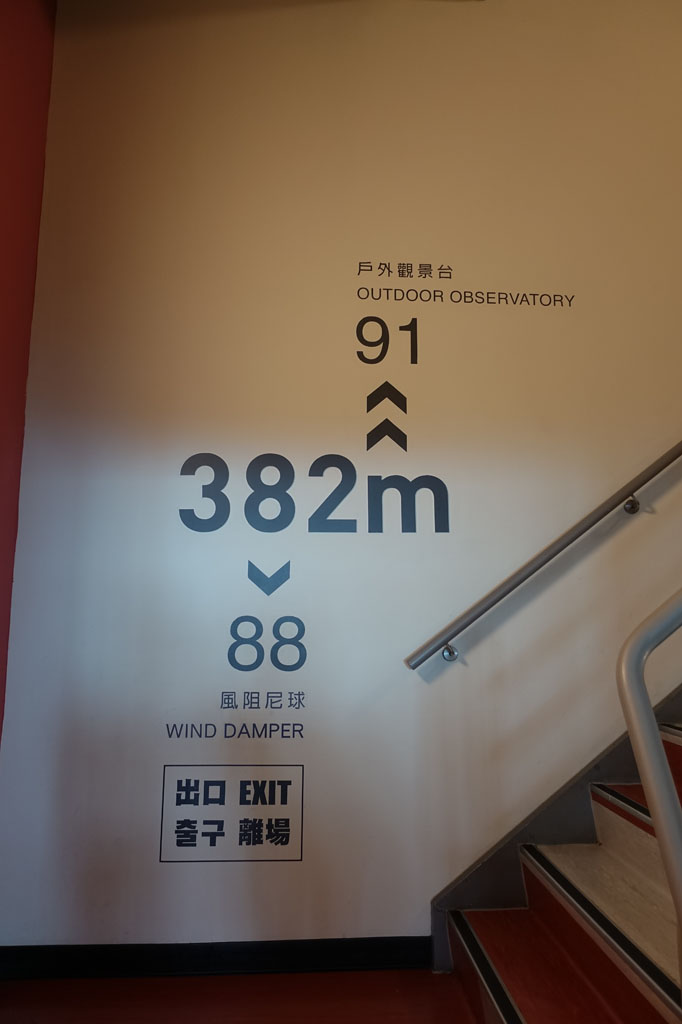 戶外觀景台
OUTDOOR OBSERVATORY
91
382m
88
風阻尼球
WIND DAMPER
出口 EXIT
출구 離場